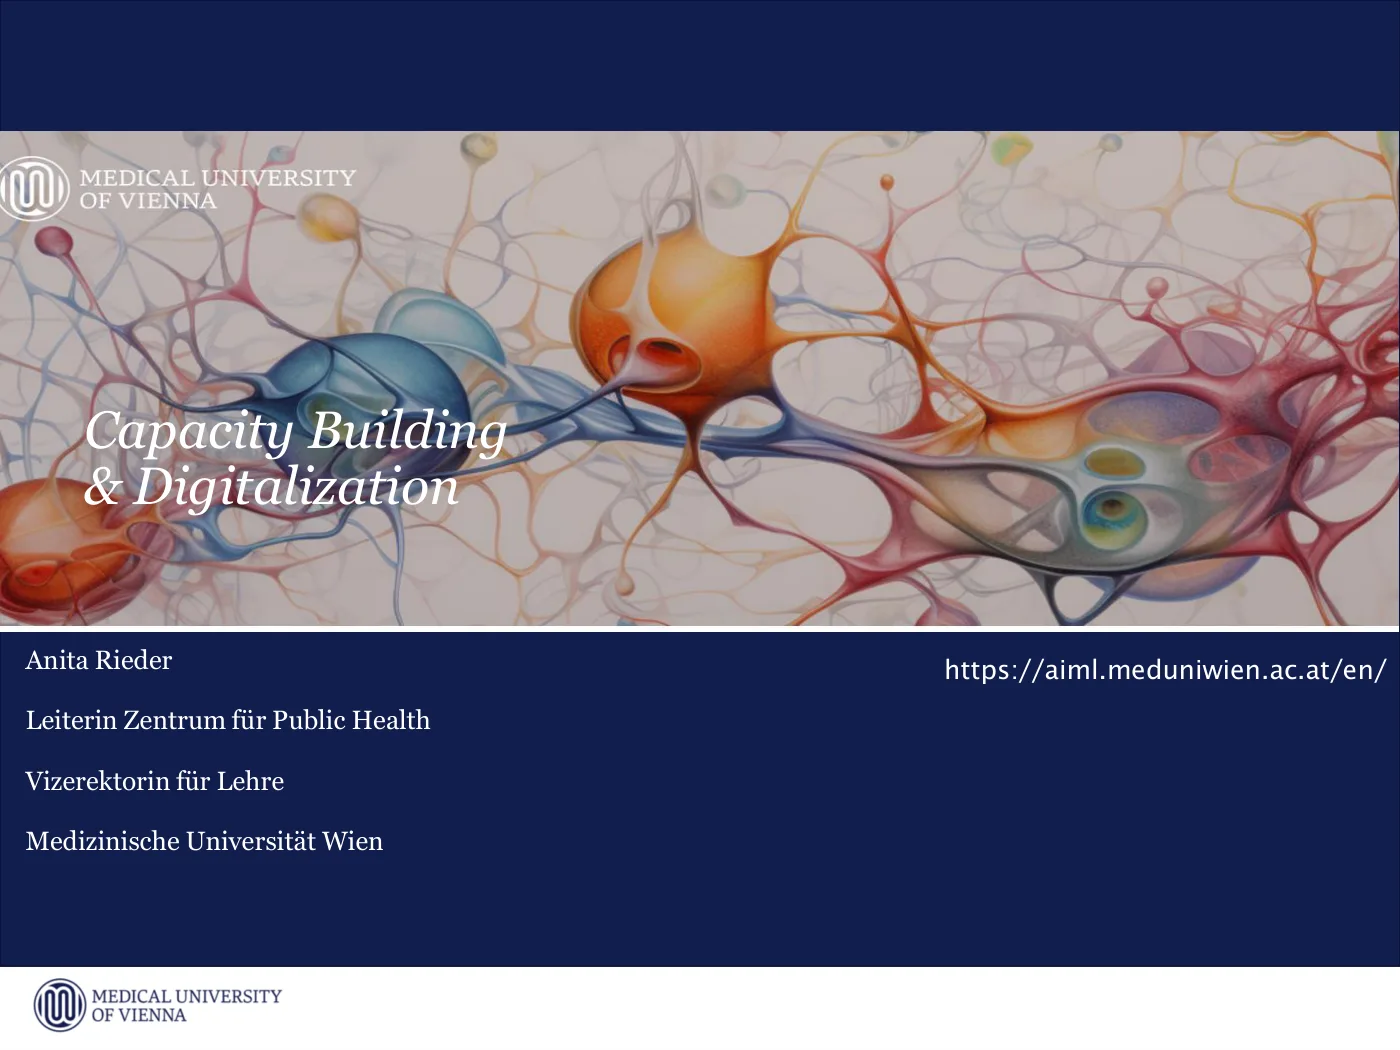 MEDICAL UNIVERSITY
OF VIENNA
Capacity Building
& Digitalization
Anita Rieder
https://aiml.meduniwien.ac.at/en/
Leiterin Zentrum für Public Health
Vizerektorin für Lehre
Medizinische Universität Wien
MEDICAL UNIVERSITY
OF VIENNA